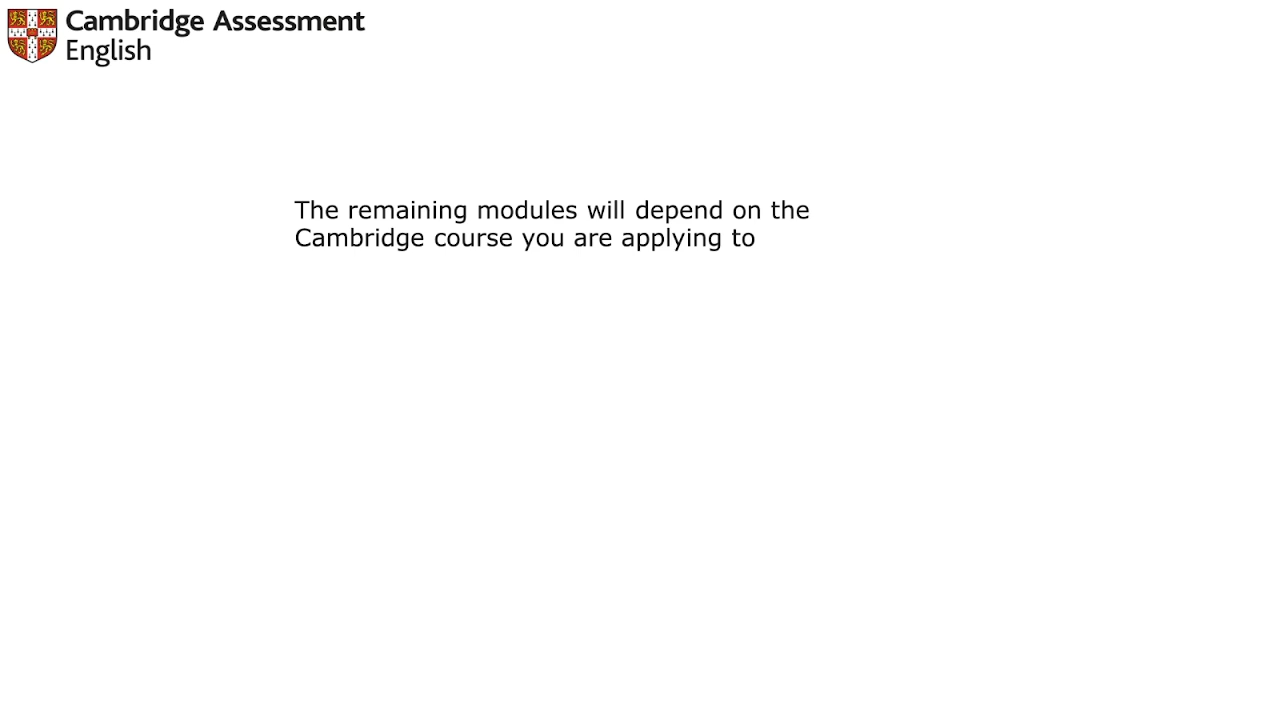 Cambridge Assessment
English
The remaining modules will depend on the
Cambridge course you are applying to